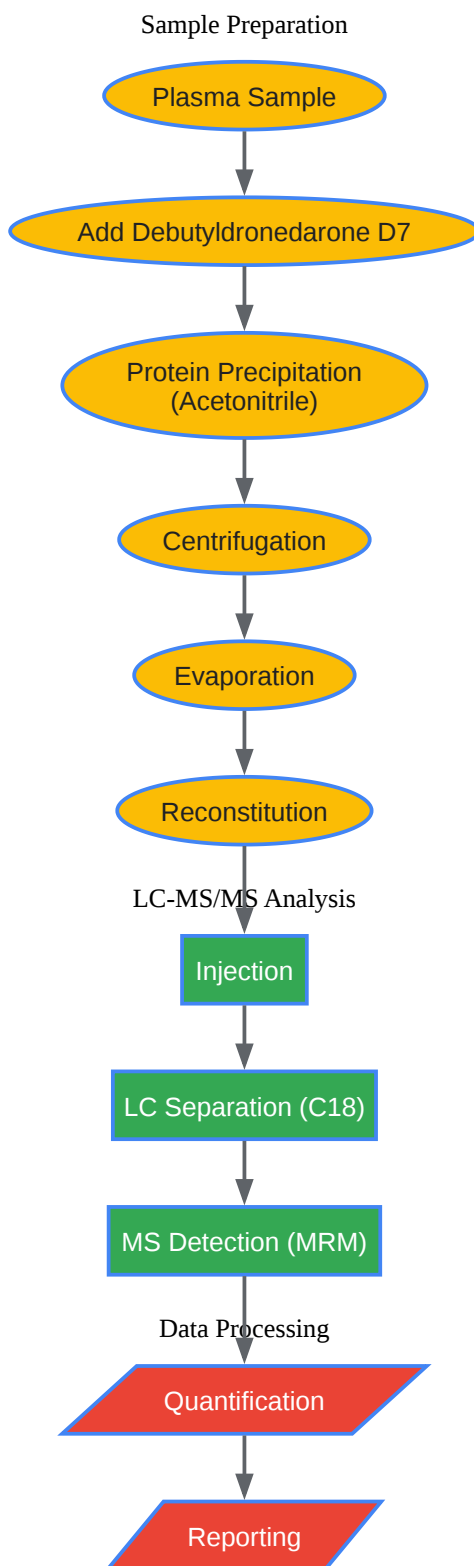 Sample Preparation
Plasma Sample
Add Debutyldronedarone D7
Protein Precipitation
(Acetonitrile)
Centrifugation
Evaporation
Reconstitution
LC-MS/MS Analysis
Injection
LC Separation (C18)
MS Detection (MRM)
Data Processing
Quantification
Reporting